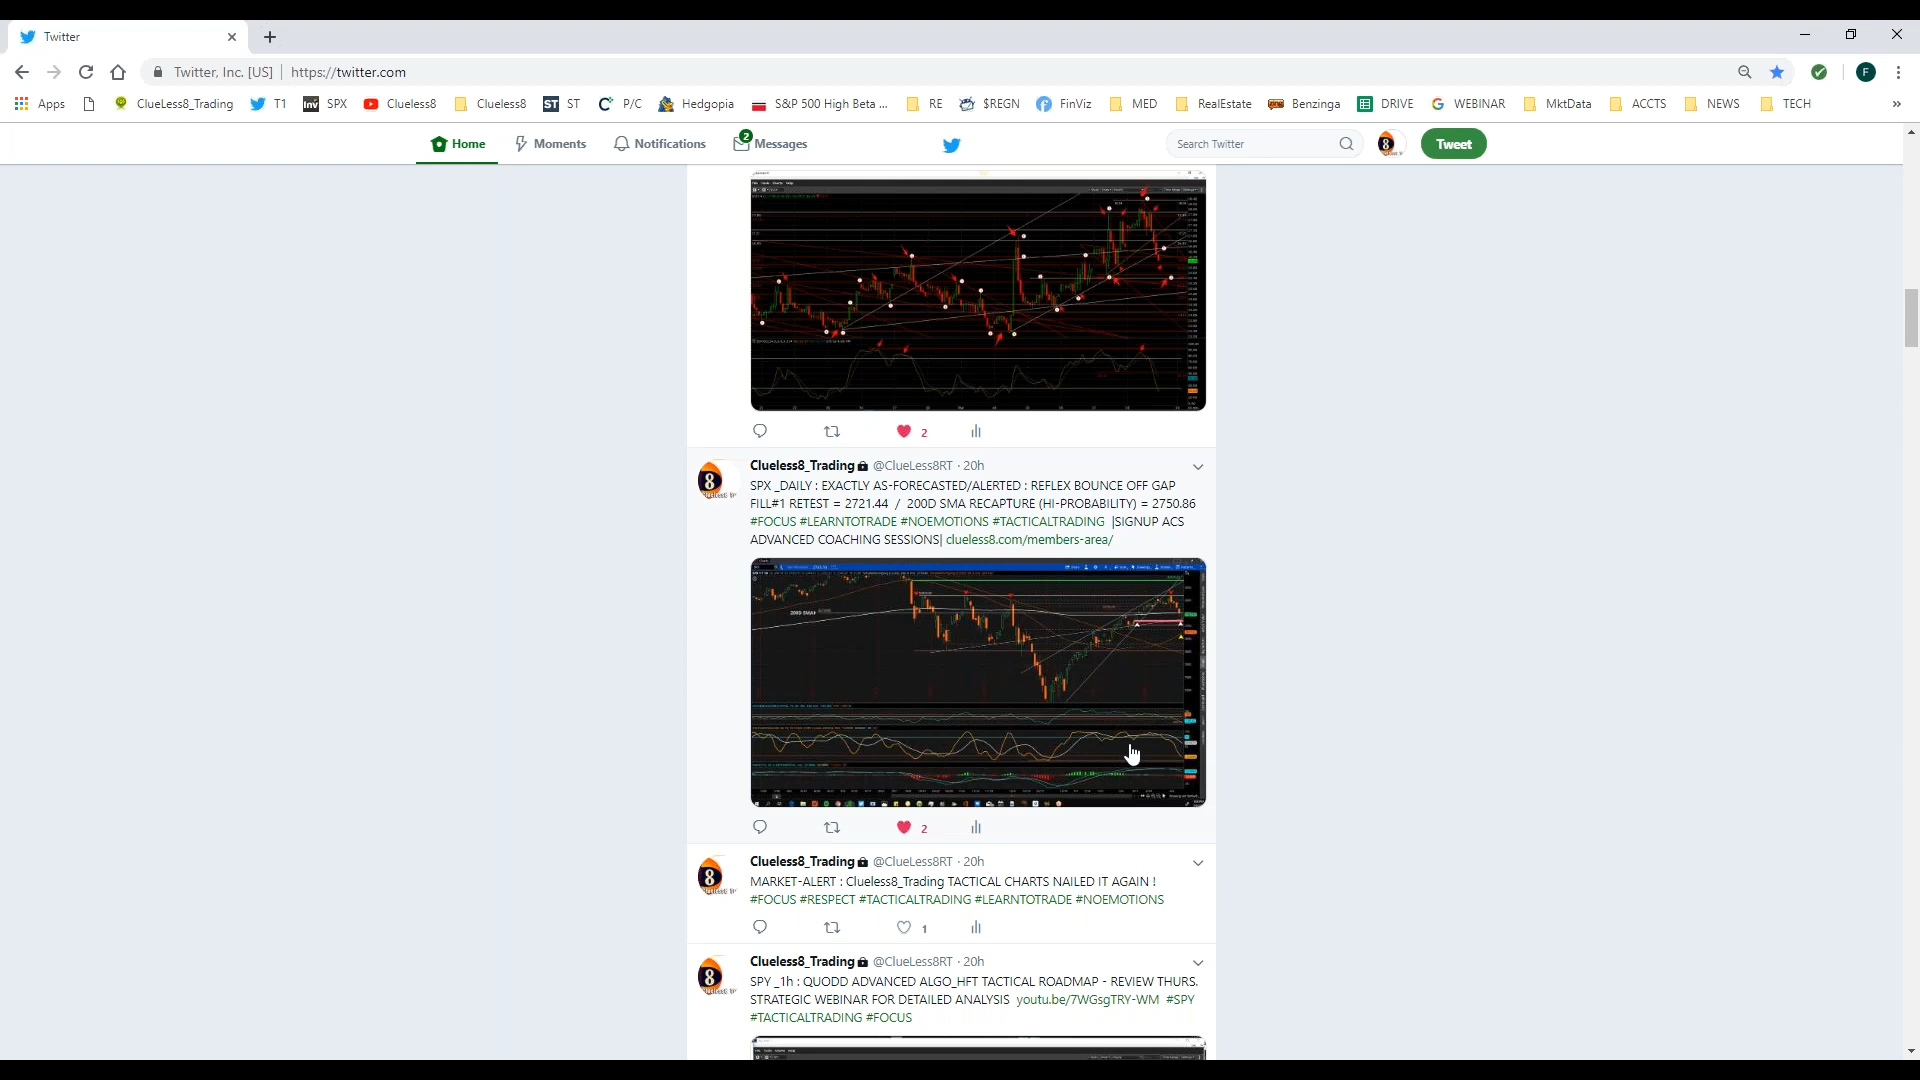 Twitter
Twitter, Inc. [US] | https://twitter.com
F
Apps ClueLess8_Trading T1 SPX Clueless8 Clueless8 ST P/C Hedgopia S&P 500 High Beta ... RE $REGN FinViz MED RealEstate Benzinga DRIVE WEBINAR MktData ACCTS NEWS TECH »
Home Moments Notifications 2 Messages Search Twitter Tweet
2
Clueless8_Trading @ClueLess8RT · 20h
SPX _DAILY : EXACTLY AS-FORECASTED/ALERTED : REFLEX BOUNCE OFF GAP
FILL#1 RETEST = 2721.44 / 200D SMA RECAPTURE (HI-PROBABILITY) = 2750.86
#FOCUS #LEARNTOTRADE #NOEMOTIONS #TACTICALTRADING |SIGNUP ACS
ADVANCED COACHING SESSIONS| clueless8.com/members-area/
200D SMA
2
Clueless8_Trading @ClueLess8RT · 20h
MARKET-ALERT : Clueless8_Trading TACTICAL CHARTS NAILED IT AGAIN !
#FOCUS #RESPECT #TACTICALTRADING #LEARNTOTRADE #NOEMOTIONS
1
Clueless8_Trading @ClueLess8RT · 20h
SPY _1h : QUODD ADVANCED ALGO_HFT TACTICAL ROADMAP - REVIEW THURS.
STRATEGIC WEBINAR FOR DETAILED ANALYSIS youtu.be/7WGsgTRY-WM #SPY
#TACTICALTRADING #FOCUS